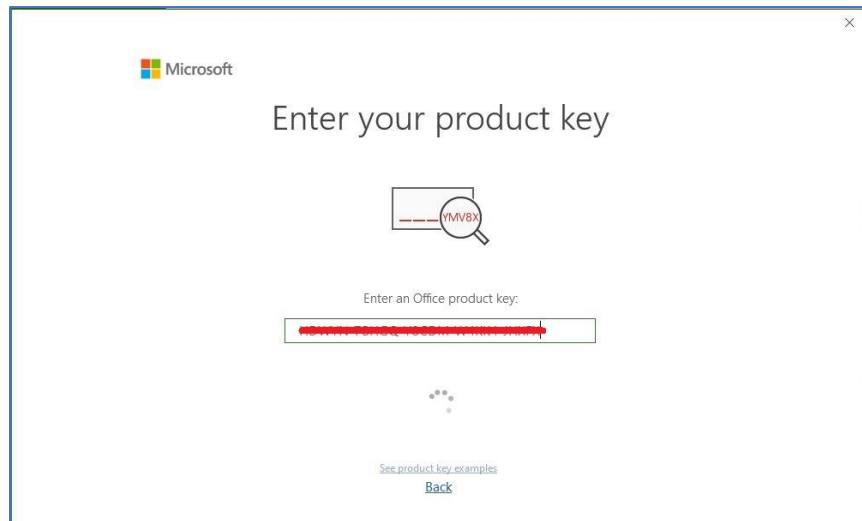 Microsoft
Enter your product key
YMV8X
Enter an Office product key:
See product key examples
Back